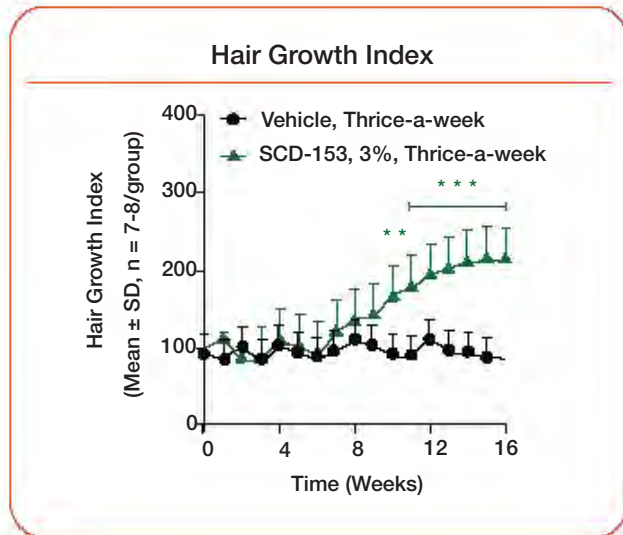 Hair Growth Index
400
300
200
100
0
Hair Growth Index
(Mean ± SD, n = 7-8/group)
Vehicle, Thrice-a-week
SCD-153, 3%, Thrice-a-week
* * *
* *
0 4 8 12 16
Time (Weeks)